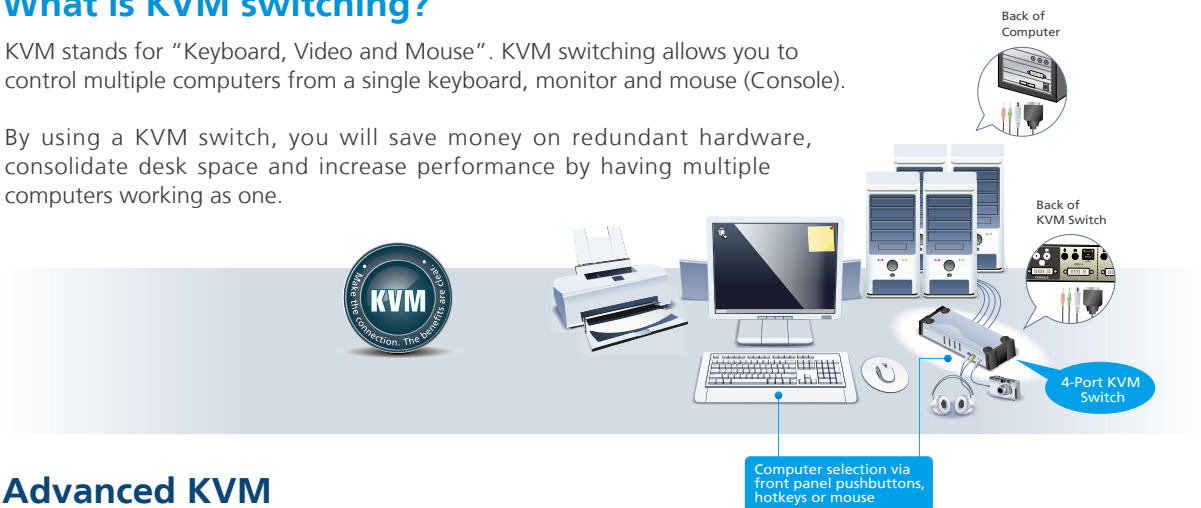 What is KVM switching?
KVM stands for “Keyboard, Video and Mouse”. KVM switching allows you to
control multiple computers from a single keyboard, monitor and mouse (Console).
By using a KVM switch, you will save money on redundant hardware,
consolidate desk space and increase performance by having multiple
computers working as one.
Back of
Computer
Back of
KVM Switch
CONSOLE
Make the connection. The benefits are clear.
KVM
4-Port KVM
Switch
Computer selection via
front panel pushbuttons,
hotkeys or mouse
Advanced KVM